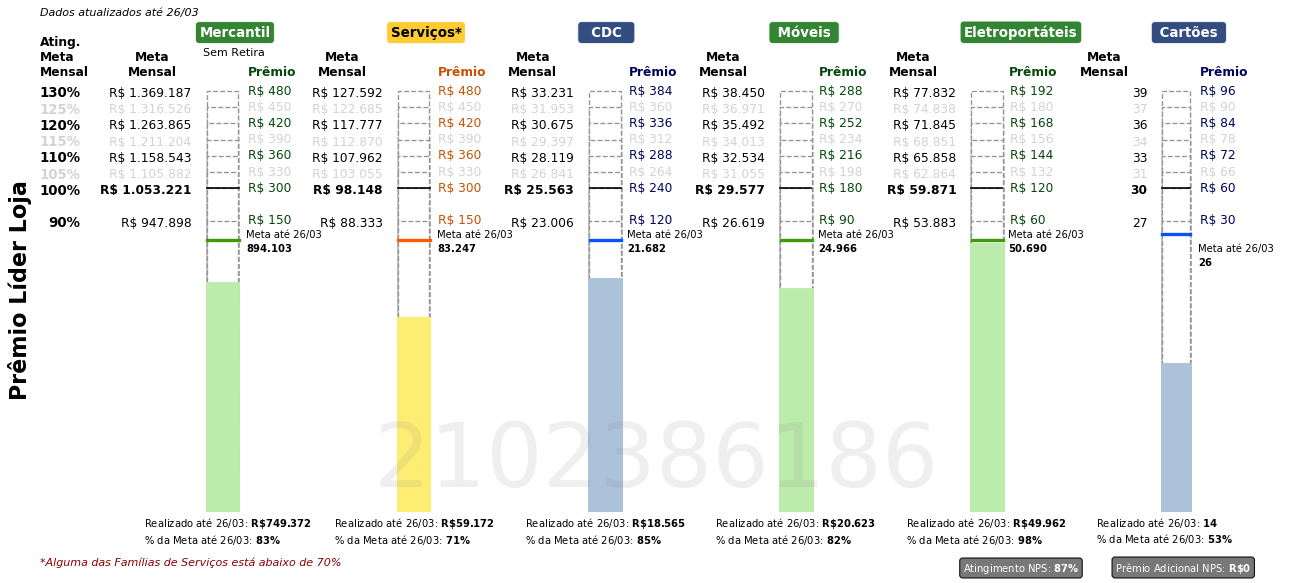 Dados atualizados até 26/03
Mercantil Serviços* CDC Móveis Eletroportáteis Cartões
Sem Retira
Ating. Meta Mensal
Meta Mensal Prêmio Meta Mensal Prêmio Meta Mensal Prêmio Meta Mensal Prêmio Meta Mensal Prêmio Meta Mensal Prêmio
130% R$ 1.369.187 R$ 480 R$ 127.592 R$ 480 R$ 33.231 R$ 384 R$ 38.450 R$ 288 R$ 77.832 R$ 192 39 R$ 96
125% R$ 1.316.526 R$ 450 R$ 122.685 R$ 450 R$ 31.953 R$ 360 R$ 36.971 R$ 270 R$ 74.838 R$ 180 37 R$ 90
120% R$ 1.263.865 R$ 420 R$ 117.777 R$ 420 R$ 30.675 R$ 336 R$ 35.492 R$ 252 R$ 71.845 R$ 168 36 R$ 84
115% R$ 1.211.204 R$ 390 R$ 112.870 R$ 390 R$ 29.397 R$ 312 R$ 34.013 R$ 234 R$ 68.851 R$ 156 34 R$ 78
110% R$ 1.158.543 R$ 360 R$ 107.962 R$ 360 R$ 28.119 R$ 288 R$ 32.534 R$ 216 R$ 65.858 R$ 144 33 R$ 72
105% R$ 1.105.882 R$ 330 R$ 103.055 R$ 330 R$ 26.841 R$ 264 R$ 31.055 R$ 198 R$ 62.864 R$ 132 31 R$ 66
100% R$ 1.053.221 R$ 300 R$ 98.148 R$ 300 R$ 25.563 R$ 240 R$ 29.577 R$ 180 R$ 59.871 R$ 120 30 R$ 60
90% R$ 947.898 R$ 150 R$ 88.333 R$ 150 R$ 23.006 R$ 120 R$ 26.619 R$ 90 R$ 53.883 R$ 60 27 R$ 30
Meta até 26/03 Meta até 26/03 Meta até 26/03 Meta até 26/03 Meta até 26/03 Meta até 26/03
894.103 83.247 21.682 24.966 50.690 26
Prêmio Líder Loja
2102386186
Realizado até 26/03: R$749.372 Realizado até 26/03: R$59.172 Realizado até 26/03: R$18.565 Realizado até 26/03: R$20.623 Realizado até 26/03: R$49.962 Realizado até 26/03: 14
% da Meta até 26/03: 83% % da Meta até 26/03: 71% % da Meta até 26/03: 85% % da Meta até 26/03: 82% % da Meta até 26/03: 98% % da Meta até 26/03: 53%
*Alguma das Famílias de Serviços está abaixo de 70%
Atingimento NPS: 87% Prêmio Adicional NPS: R$0